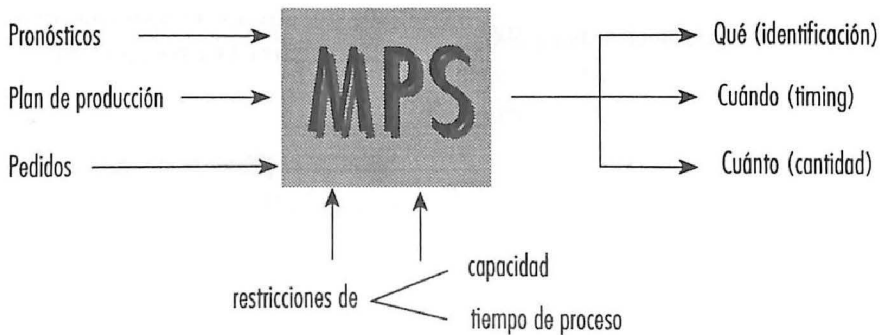 Pronósticos
Plan de producción
Pedidos
MPS
Qué (identificación)
Cuándo (timing)
Cuánto (cantidad)
restricciones de
capacidad
tiempo de proceso